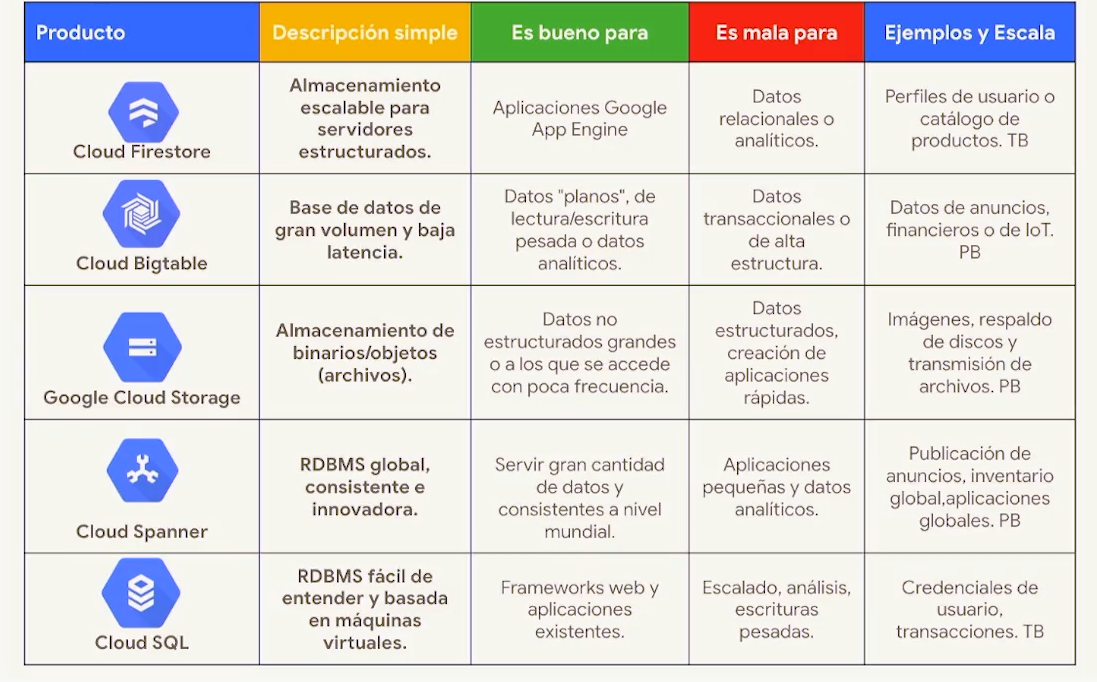 Producto
Descripción simple
Es bueno para
Es mala para
Ejemplos y Escala
Cloud Firestore
Almacenamiento
escalable para
servidores
estructurados.
Aplicaciones Google
App Engine
Datos
relacionales o
analíticos.
Perfiles de usuario o
catálogo de
productos. TB
Cloud Bigtable
Base de datos de
gran volumen y baja
latencia.
Datos "planos", de
lectura/escritura
pesada o datos
analíticos.
Datos
transaccionales o
de alta
estructura.
Datos de anuncios,
financieros o de IoT.
PB
Google Cloud Storage
Almacenamiento de
binarios/objetos
(archivos).
Datos no
estructurados grandes
o a los que se accede
con poca frecuencia.
Datos
estructurados,
creación de
aplicaciones
rápidas.
Imágenes, respaldo
de discos y
transmisión de
archivos. PB
Cloud Spanner
RDBMS global,
consistente e
innovadora.
Servir gran cantidad
de datos y
consistentes a nivel
mundial.
Aplicaciones
pequeñas y datos
analíticos.
Publicación de
anuncios, inventario
global,aplicaciones
globales. PB
Cloud SQL
RDBMS fácil de
entender y basada
en máquinas
virtuales.
Frameworks web y
aplicaciones
existentes.
Escalado, análisis,
escrituras
pesadas.
Credenciales de
usuario,
transacciones. TB